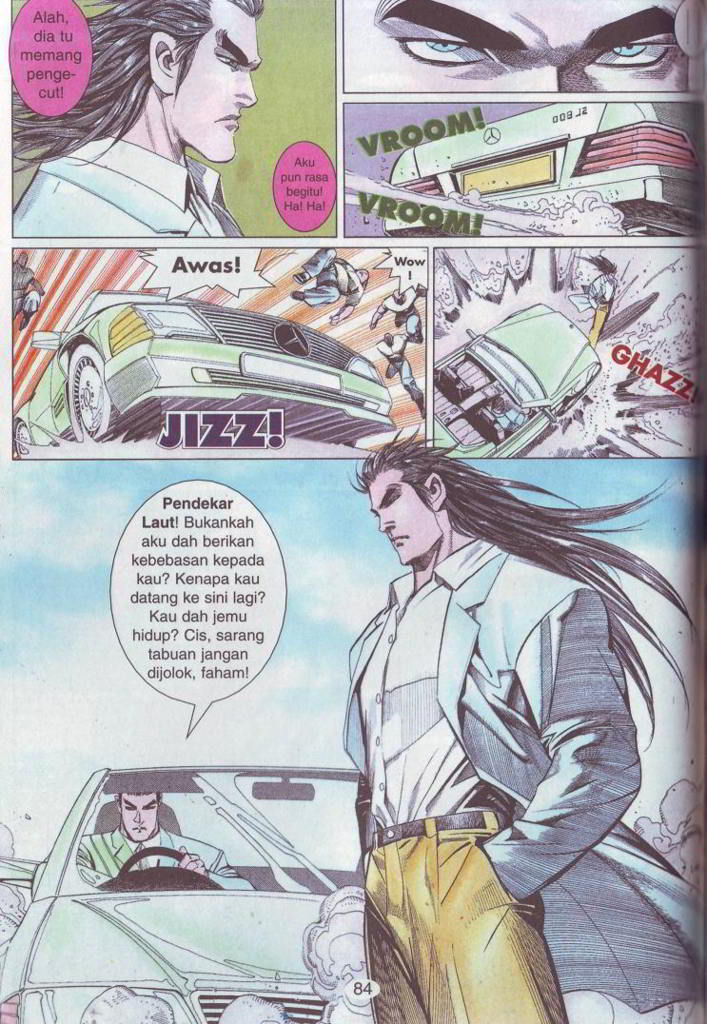 Alah,
dia tu
memang
penge-
cut!
Aku
pun rasa
begitu!
Ha! Ha!
VROOM!
VROOM!
Awas!
Wow
!
JIZZ!
GHAZZ!
Pendekar
Laut! Bukankah
aku dah berikan
kebebasan kepada
kau? Kenapa kau
datang ke sini lagi?
Kau dah jemu
hidup? Cis, sarang
tabuan jangan
dijolok, faham!
84